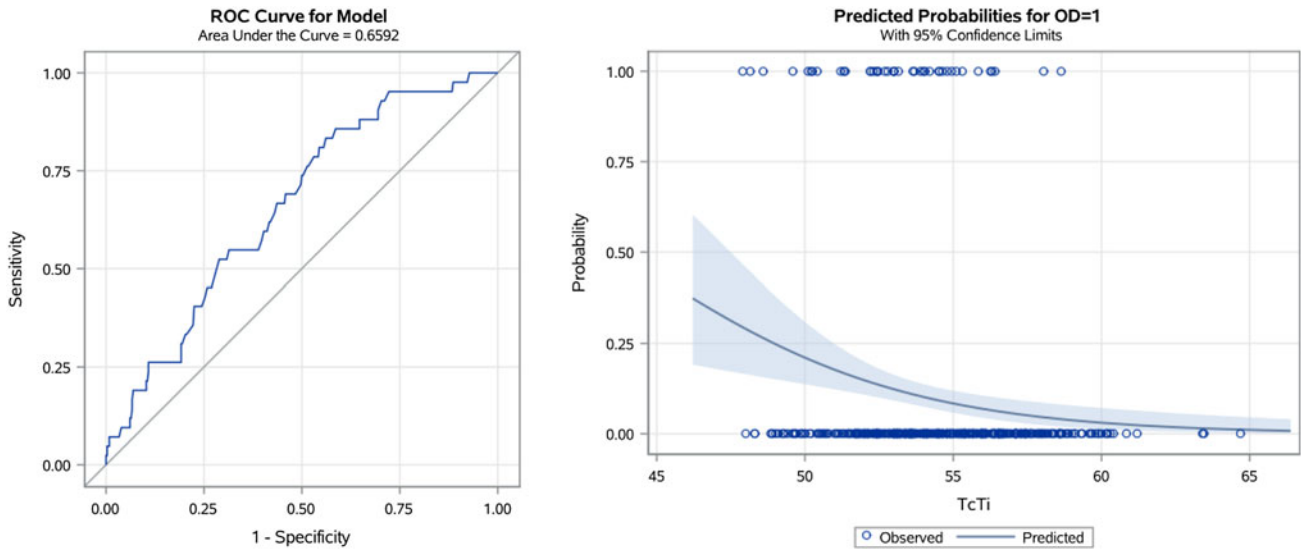 ROC Curve for Model
Area Under the Curve = 0.6592
1.00
0.75
0.50
0.25
0.00
Sensitivity
0.00 0.25 0.50 0.75 1.00
1 - Specificity
Predicted Probabilities for OD=1
With 95% Confidence Limits
1.00
0.75
0.50
0.25
0.00
Probability
45 50 55 60 65
TcTi
Observed Predicted